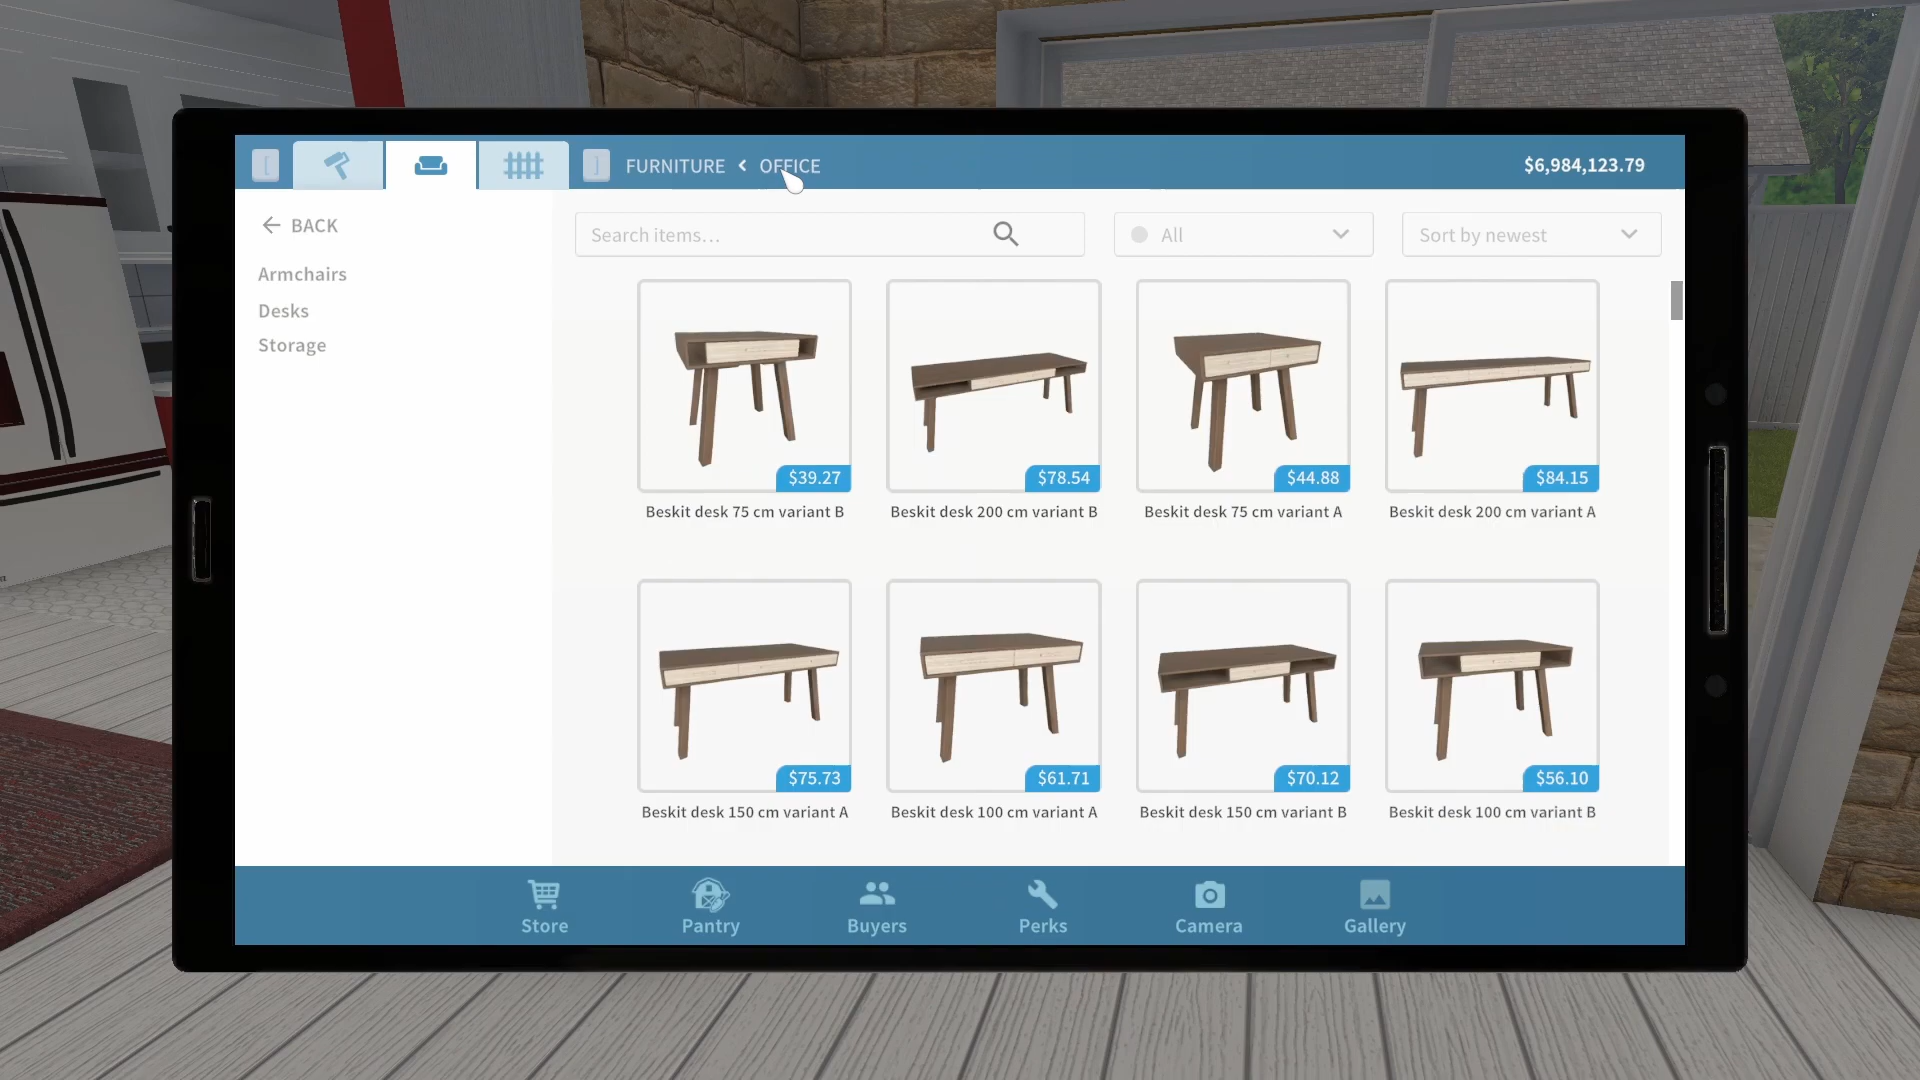 [
]
FURNITURE < OFFICE
$6,984,123.79
BACK
Armchairs
Desks
Storage
Search items...
All
Sort by newest
$39.27
$78.54
$44.88
$84.15
Beskit desk 75 cm variant B
Beskit desk 200 cm variant B
Beskit desk 75 cm variant A
Beskit desk 200 cm variant A
$75.73
$61.71
$70.12
$56.10
Beskit desk 150 cm variant A
Beskit desk 100 cm variant A
Beskit desk 150 cm variant B
Beskit desk 100 cm variant B
Store
Pantry
Buyers
Perks
Camera
Gallery